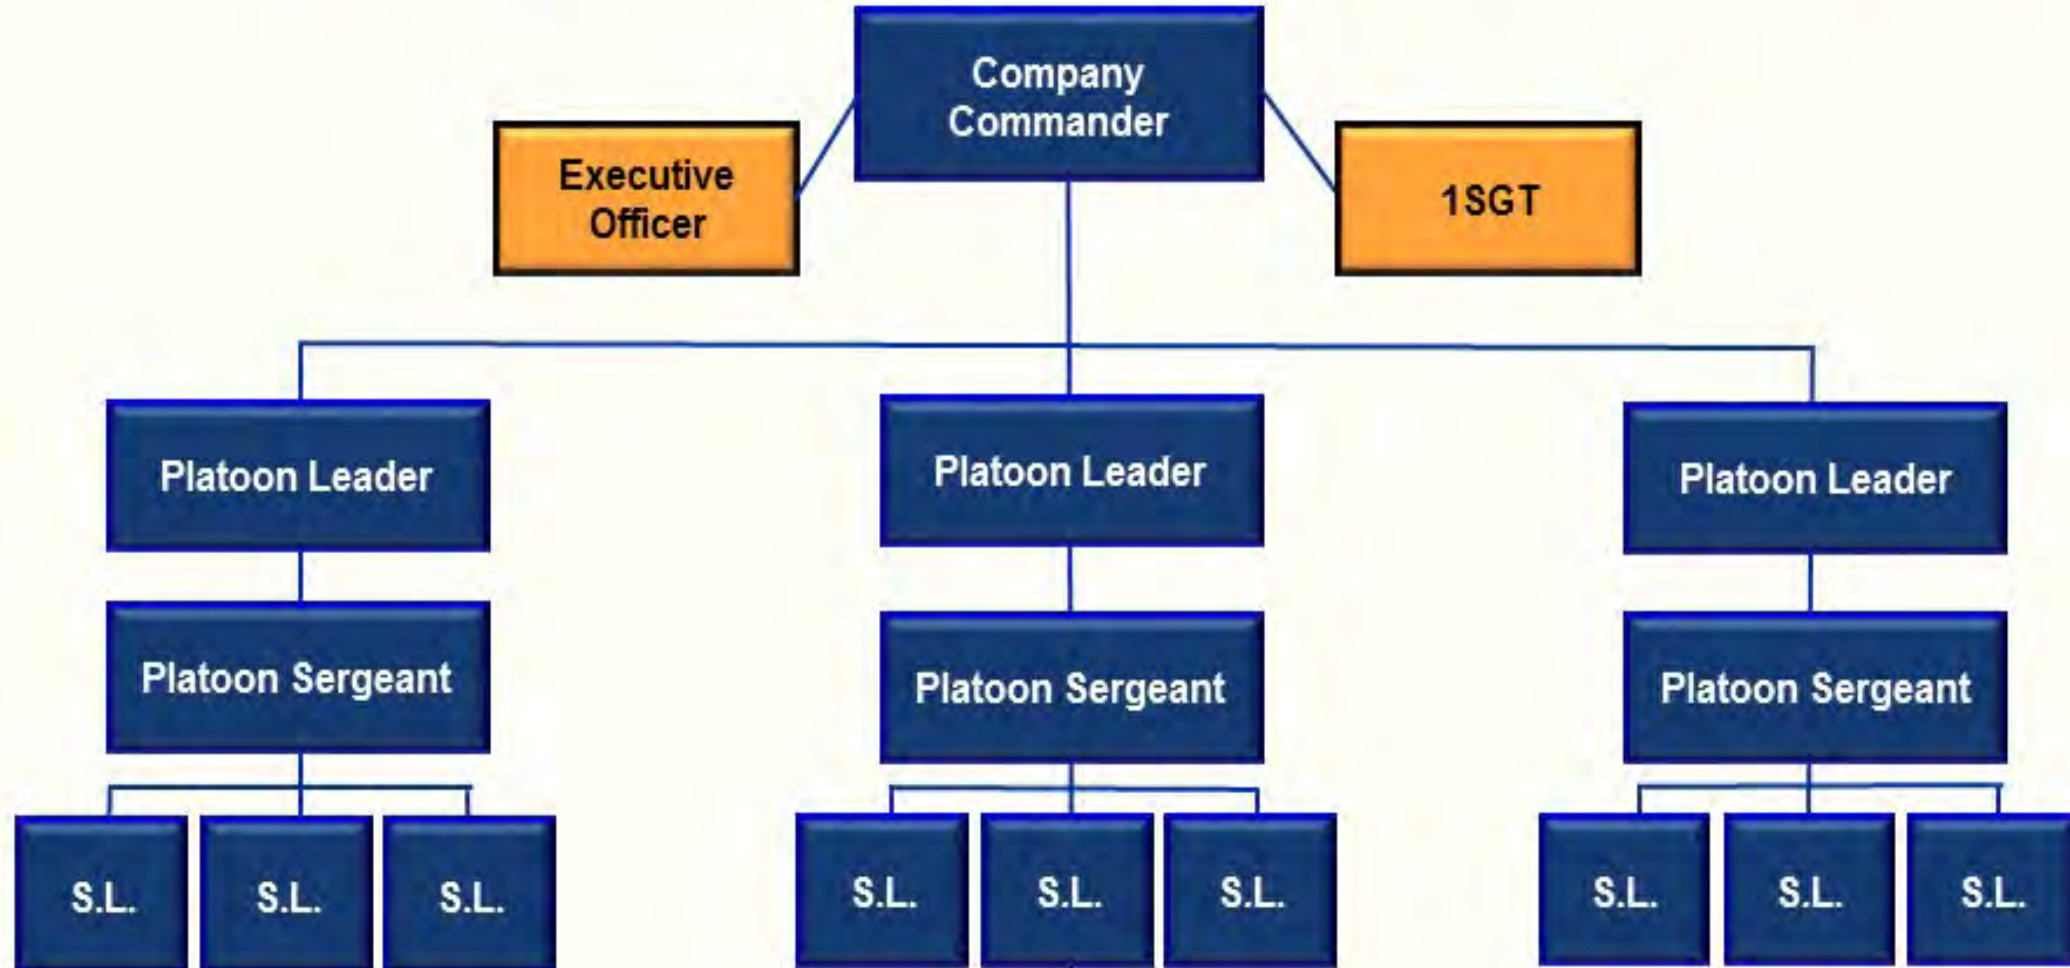 Company
Commander
Executive
Officer
1SGT
Platoon Leader
Platoon Leader
Platoon Leader
Platoon Sergeant
Platoon Sergeant
Platoon Sergeant
S.L.
S.L.
S.L.
S.L.
S.L.
S.L.
S.L.
S.L.
S.L.